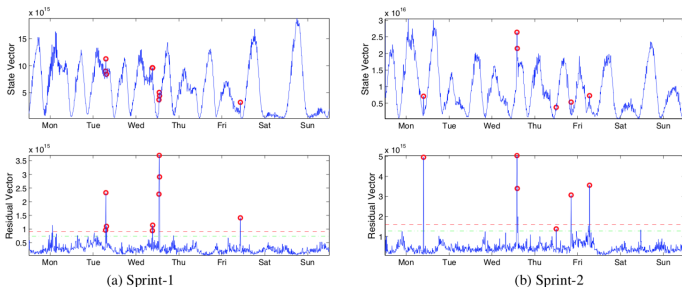 x 10^15
State Vector
15
10
5
Mon Tue Wed Thu Fri Sat Sun
x 10^15
Residual Vector
3.5
3
2.5
2
1.5
1
0.5
Mon Tue Wed Thu Fri Sat Sun
(a) Sprint-1
x 10^16
State Vector
3
2.5
2
1.5
1
0.5
Mon Tue Wed Thu Fri Sat Sun
x 10^15
Residual Vector
5
4
3
2
1
Mon Tue Wed Thu Fri Sat Sun
(b) Sprint-2